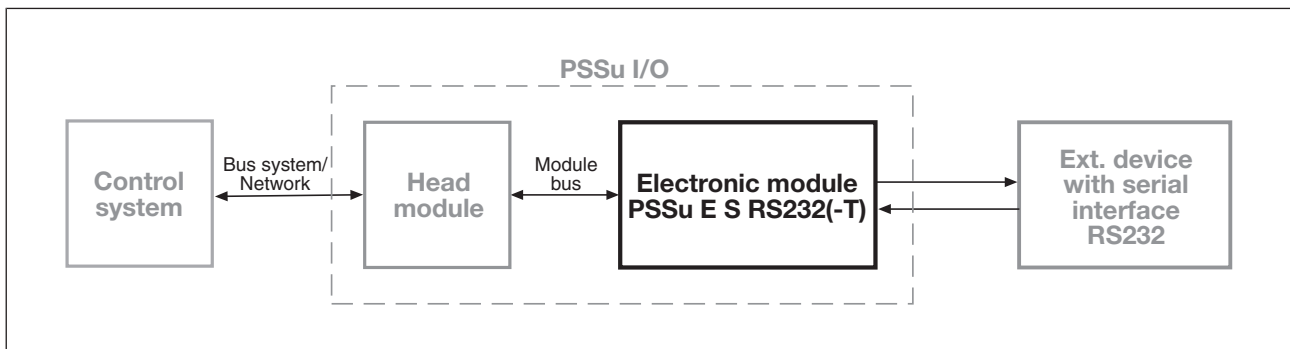 PSSu I/O
Control
system
Bus system/
Network
Head
module
Module
bus
Electronic module
PSSu E S RS232(-T)
Ext. device
with serial
interface
RS232